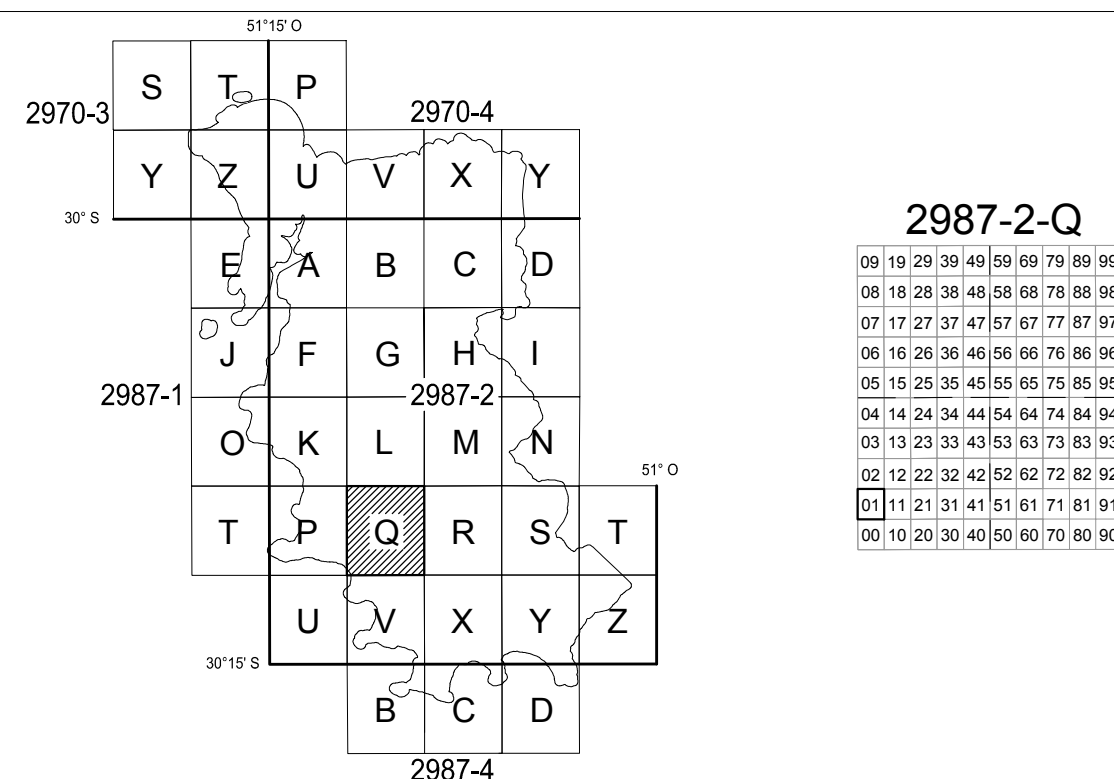 51°15' O
S T P
2970-3 2970-4
Y Z U V X Y
30° S
E A B C D
J F G H I
2987-1 2987-2
O K L M N
51° O
T P Q R S T
U V X Y Z
30°15' S
B C D
2987-4
2987-2-Q
09 19 29 39 49 59 69 79 89 99
08 18 28 38 48 58 68 78 88 98
07 17 27 37 47 57 67 77 87 97
06 16 26 36 46 56 66 76 86 96
05 15 25 35 45 55 65 75 85 95
04 14 24 34 44 54 64 74 84 94
03 13 23 33 43 53 63 73 83 93
02 12 22 32 42 52 62 72 82 92
01 11 21 31 41 51 61 71 81 91
00 10 20 30 40 50 60 70 80 90